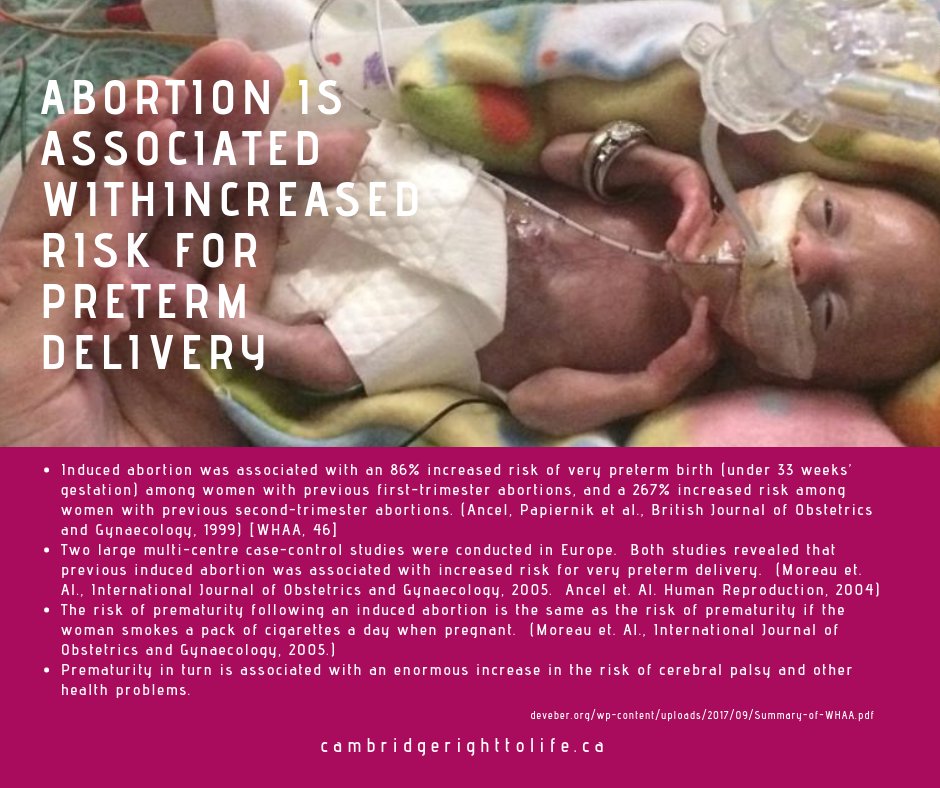 ABORTION IS
ASSOCIATED
WITHINCREASED
RISK FOR
PRETERM
DELIVERY
• Induced abortion was associated with an 86% increased risk of very preterm birth (under 33 weeks'
gestation) among women with previous first-trimester abortions, and a 267% increased risk among
women with previous second-trimester abortions. (Ancel, Papiernik et al., British Journal of Obstetrics
and Gynaecology, 1999) [WHAA, 46]
• Two large multi-centre case-control studies were conducted in Europe. Both studies revealed that
previous induced abortion was associated with increased risk for very preterm delivery. (Moreau et.
Al., International Journal of Obstetrics and Gynaecology, 2005. Ancel et. Al. Human Reproduction, 2004)
• The risk of prematurity following an induced abortion is the same as the risk of prematurity if the
woman smokes a pack of cigarettes a day when pregnant. (Moreau et. Al., International Journal of
Obstetrics and Gynaecology, 2005.)
• Prematurity in turn is associated with an enormous increase in the risk of cerebral palsy and other
health problems.
deveber.org/wp-content/uploads/2017/09/Summary-of-WHAA.pdf
cambridgerighttolife.ca